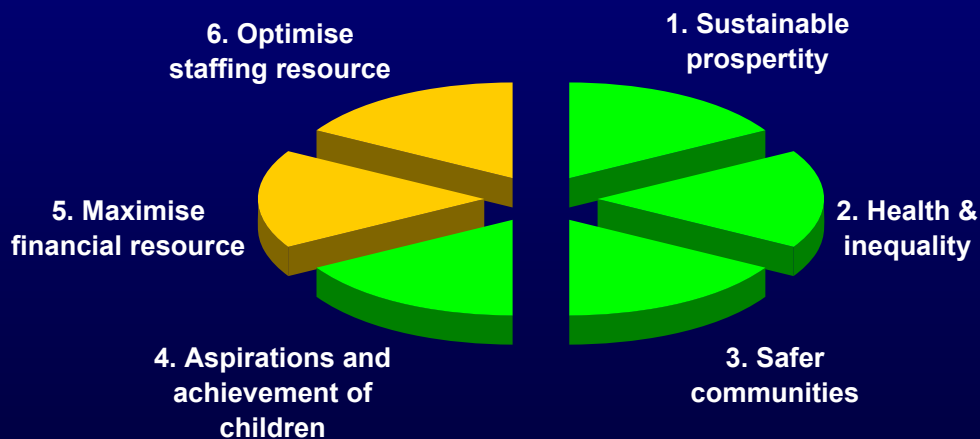 1. Sustainable
prospertity
2. Health &
inequality
3. Safer
communities
4. Aspirations and
achievement of
children
5. Maximise
financial resource
6. Optimise
staffing resource